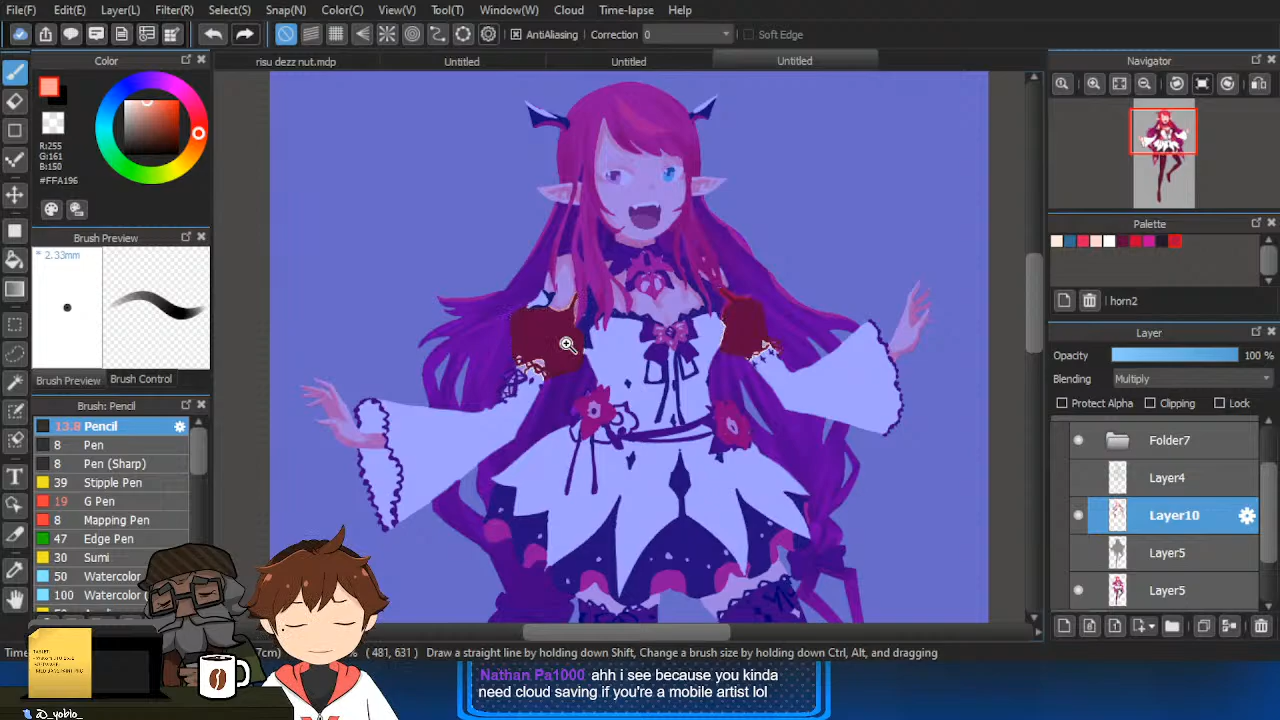 File(F) Edit(E) Layer(L) Filter(R) Select(S) Snap(N) Color(C) View(V) Tool(T) Window(W) Cloud Time-lapse Help
AntiAliasing Correction 0 Soft Edge
Color
risu dezz nut.mdp Untitled Untitled Untitled
Navigator
R:255
G:161
B:150
#FFA196
Brush Preview
2.33mm
Brush Preview Brush Control
Brush: Pencil
13.8 Pencil
8 Pen
8 Pen (Sharp)
39 Stipple Pen
19 G Pen
8 Mapping Pen
47 Edge Pen
30 Sumi
50 Watercolor
100 Watercolor
Palette
horn2
Layer
Opacity 100 %
Blending Multiply
Protect Alpha Clipping Lock
Folder7
Layer4
Layer10
Layer5
Layer5
( 481, 631 ) Draw a straight line by holding down Shift, Change a brush size by holding down Ctrl, Alt, and dragging
Nathan Pa1000 ahh i see because you kinda
need cloud saving if you're a mobile artist lol